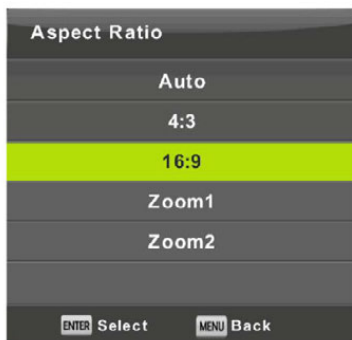 Aspect Ratio
Auto
4:3
16:9
Zoom1
Zoom2
ENTER Select MENU Back